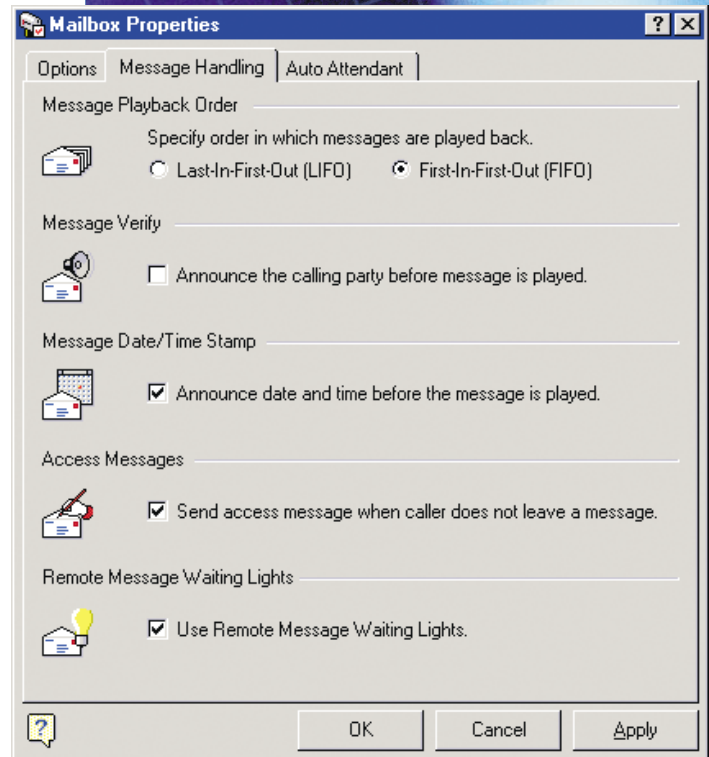 Mailbox Properties
? ×
Options Message Handling Auto Attendant
Message Playback Order
Specify order in which messages are played back.
Last-In-First-Out (LIFO) First-In-First-Out (FIFO)
Message Verify
Announce the calling party before message is played.
Message Date/Time Stamp
Announce date and time before the message is played.
Access Messages
Send access message when caller does not leave a message.
Remote Message Waiting Lights
Use Remote Message Waiting Lights.
? OK Cancel Apply